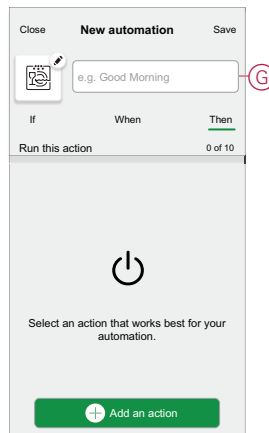 Close New automation Save
e.g. Good Morning
G
If When Then
Run this action 0 of 10
Select an action that works best for your
automation.
Add an action